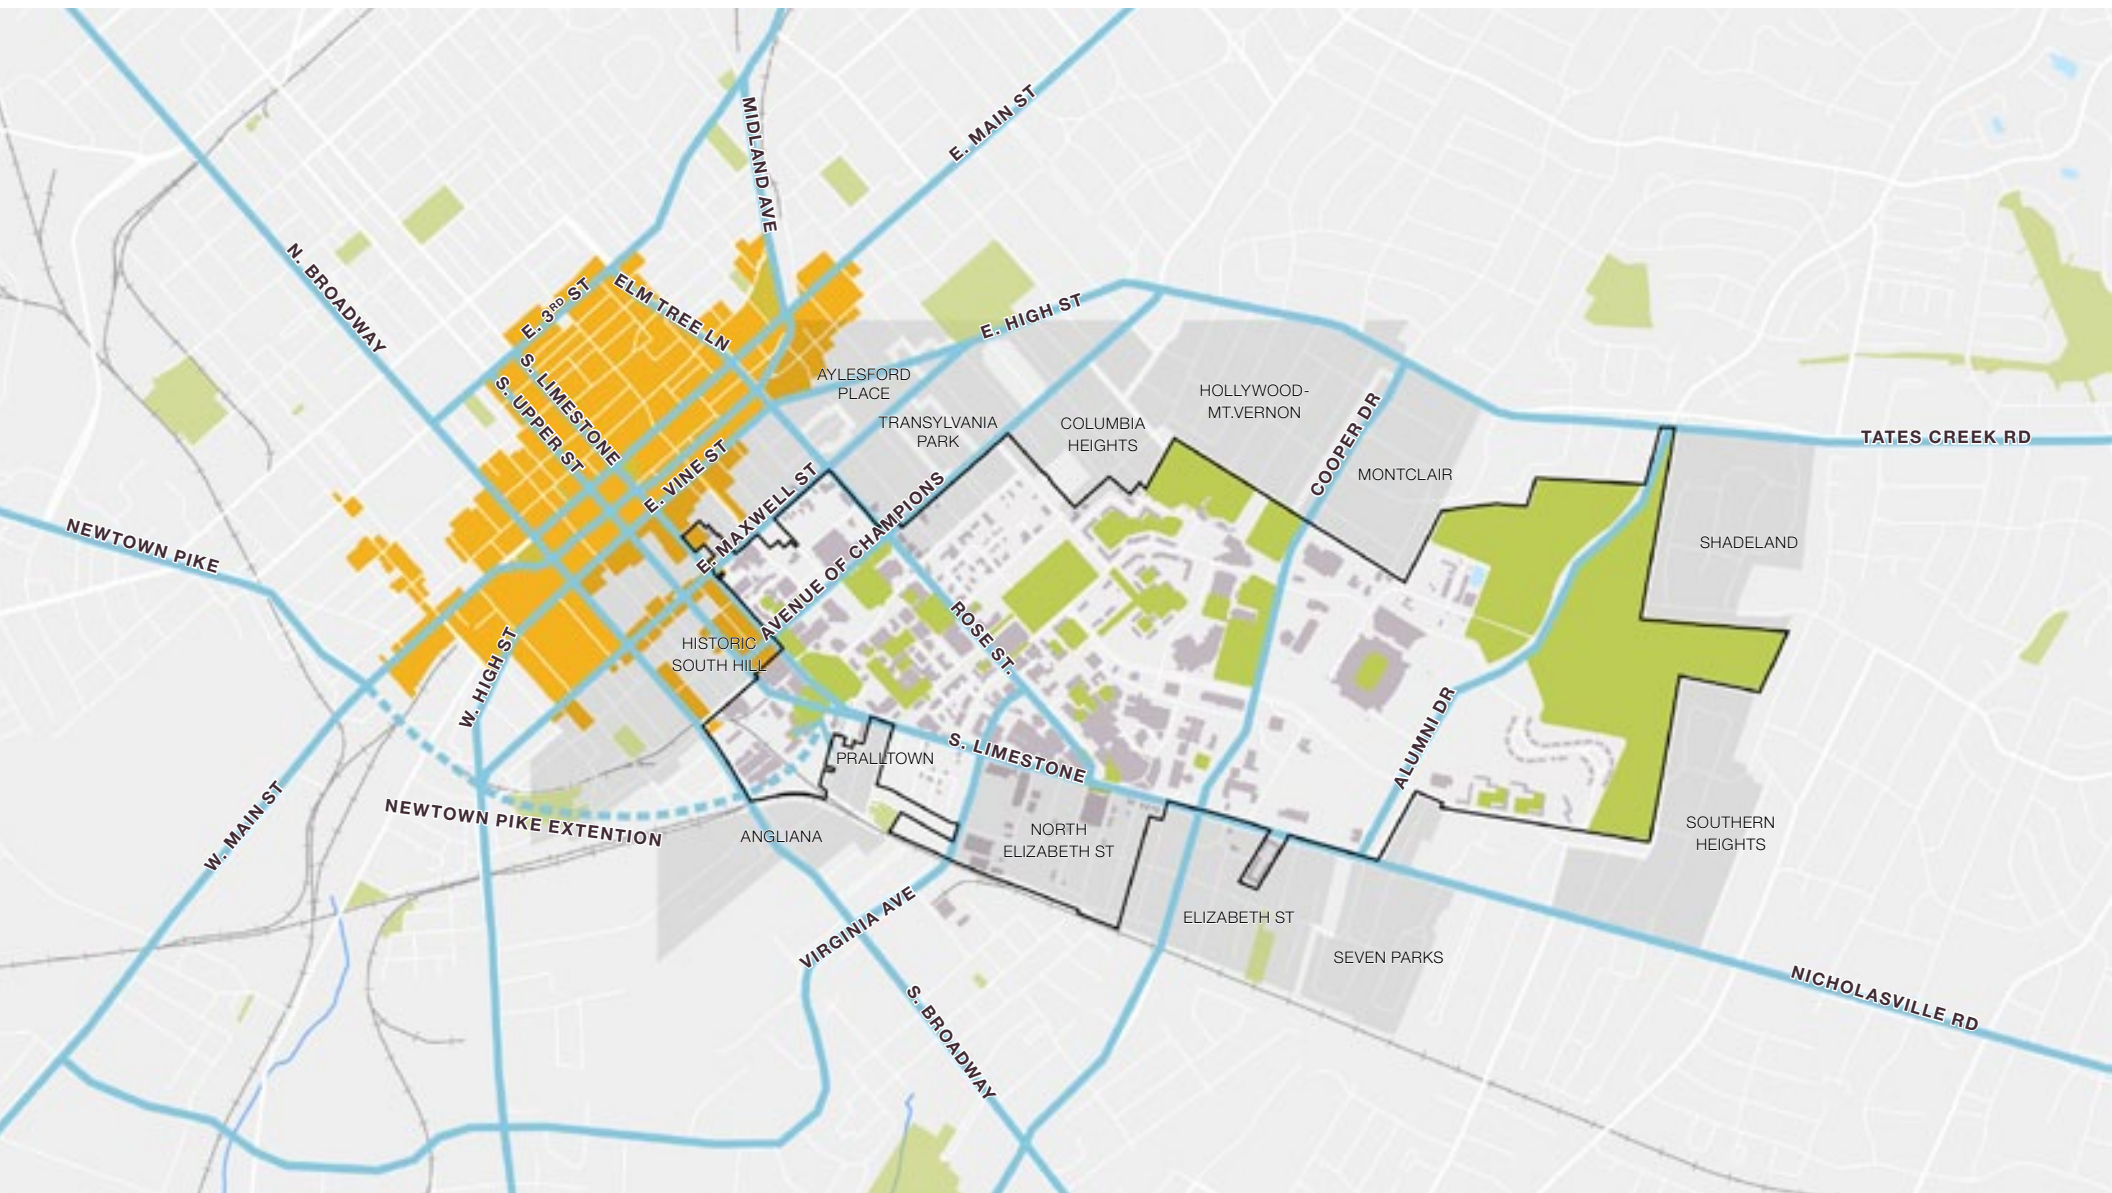 MIDLAND AVE
E. MAIN ST
N. BROADWAY
E. 3RD ST
ELM TREE LN
S. LIMESTONE
S. UPPER ST
E. HIGH ST
AYLESFORD
PLACE
TRANSYLVANIA
PARK
COLUMBIA
HEIGHTS
HOLLYWOOD-
MT.VERNON
COOPER DR
MONTCLAIR
TATES CREEK RD
E. VINE ST
E. MAXWELL ST
AVENUE OF CHAMPIONS
NEWTOWN PIKE
SHADELAND
HISTORIC
SOUTH HILL
ROSE ST.
W. HIGH ST
S. LIMESTONE
PRALLTOWN
ALUMNI DR
W. MAIN ST
NEWTOWN PIKE EXTENTION
ANGLIANA
NORTH
ELIZABETH ST
SOUTHERN
HEIGHTS
VIRGINIA AVE
ELIZABETH ST
SEVEN PARKS
NICHOLASVILLE RD
S. BROADWAY